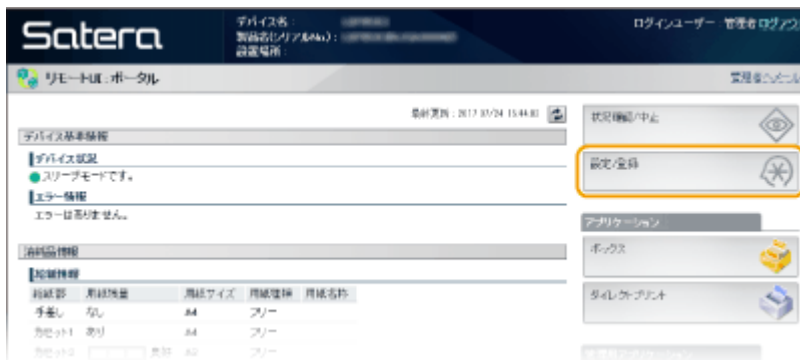 Satera
デバイス名 :
製品名(シリアルNo.) :
設置場所 :
ログインユーザー : 管理者 ログアウト
リモートUI : ポータル
管理者へメール
最終更新 : 2017 07/24 15:44:02
状況確認/中止
デバイス基本情報
デバイス状況
設定/登録
スリープモードです。
エラー情報
エラーはありません。
アプリケーション
消耗品情報
ボックス
給紙情報
給紙部 用紙残量 用紙サイズ 用紙種類 用紙名称
ダイレクトプリント
手差し なし A4 フリー
カセット1 あり A4 フリー
カセット2 A3 フリー